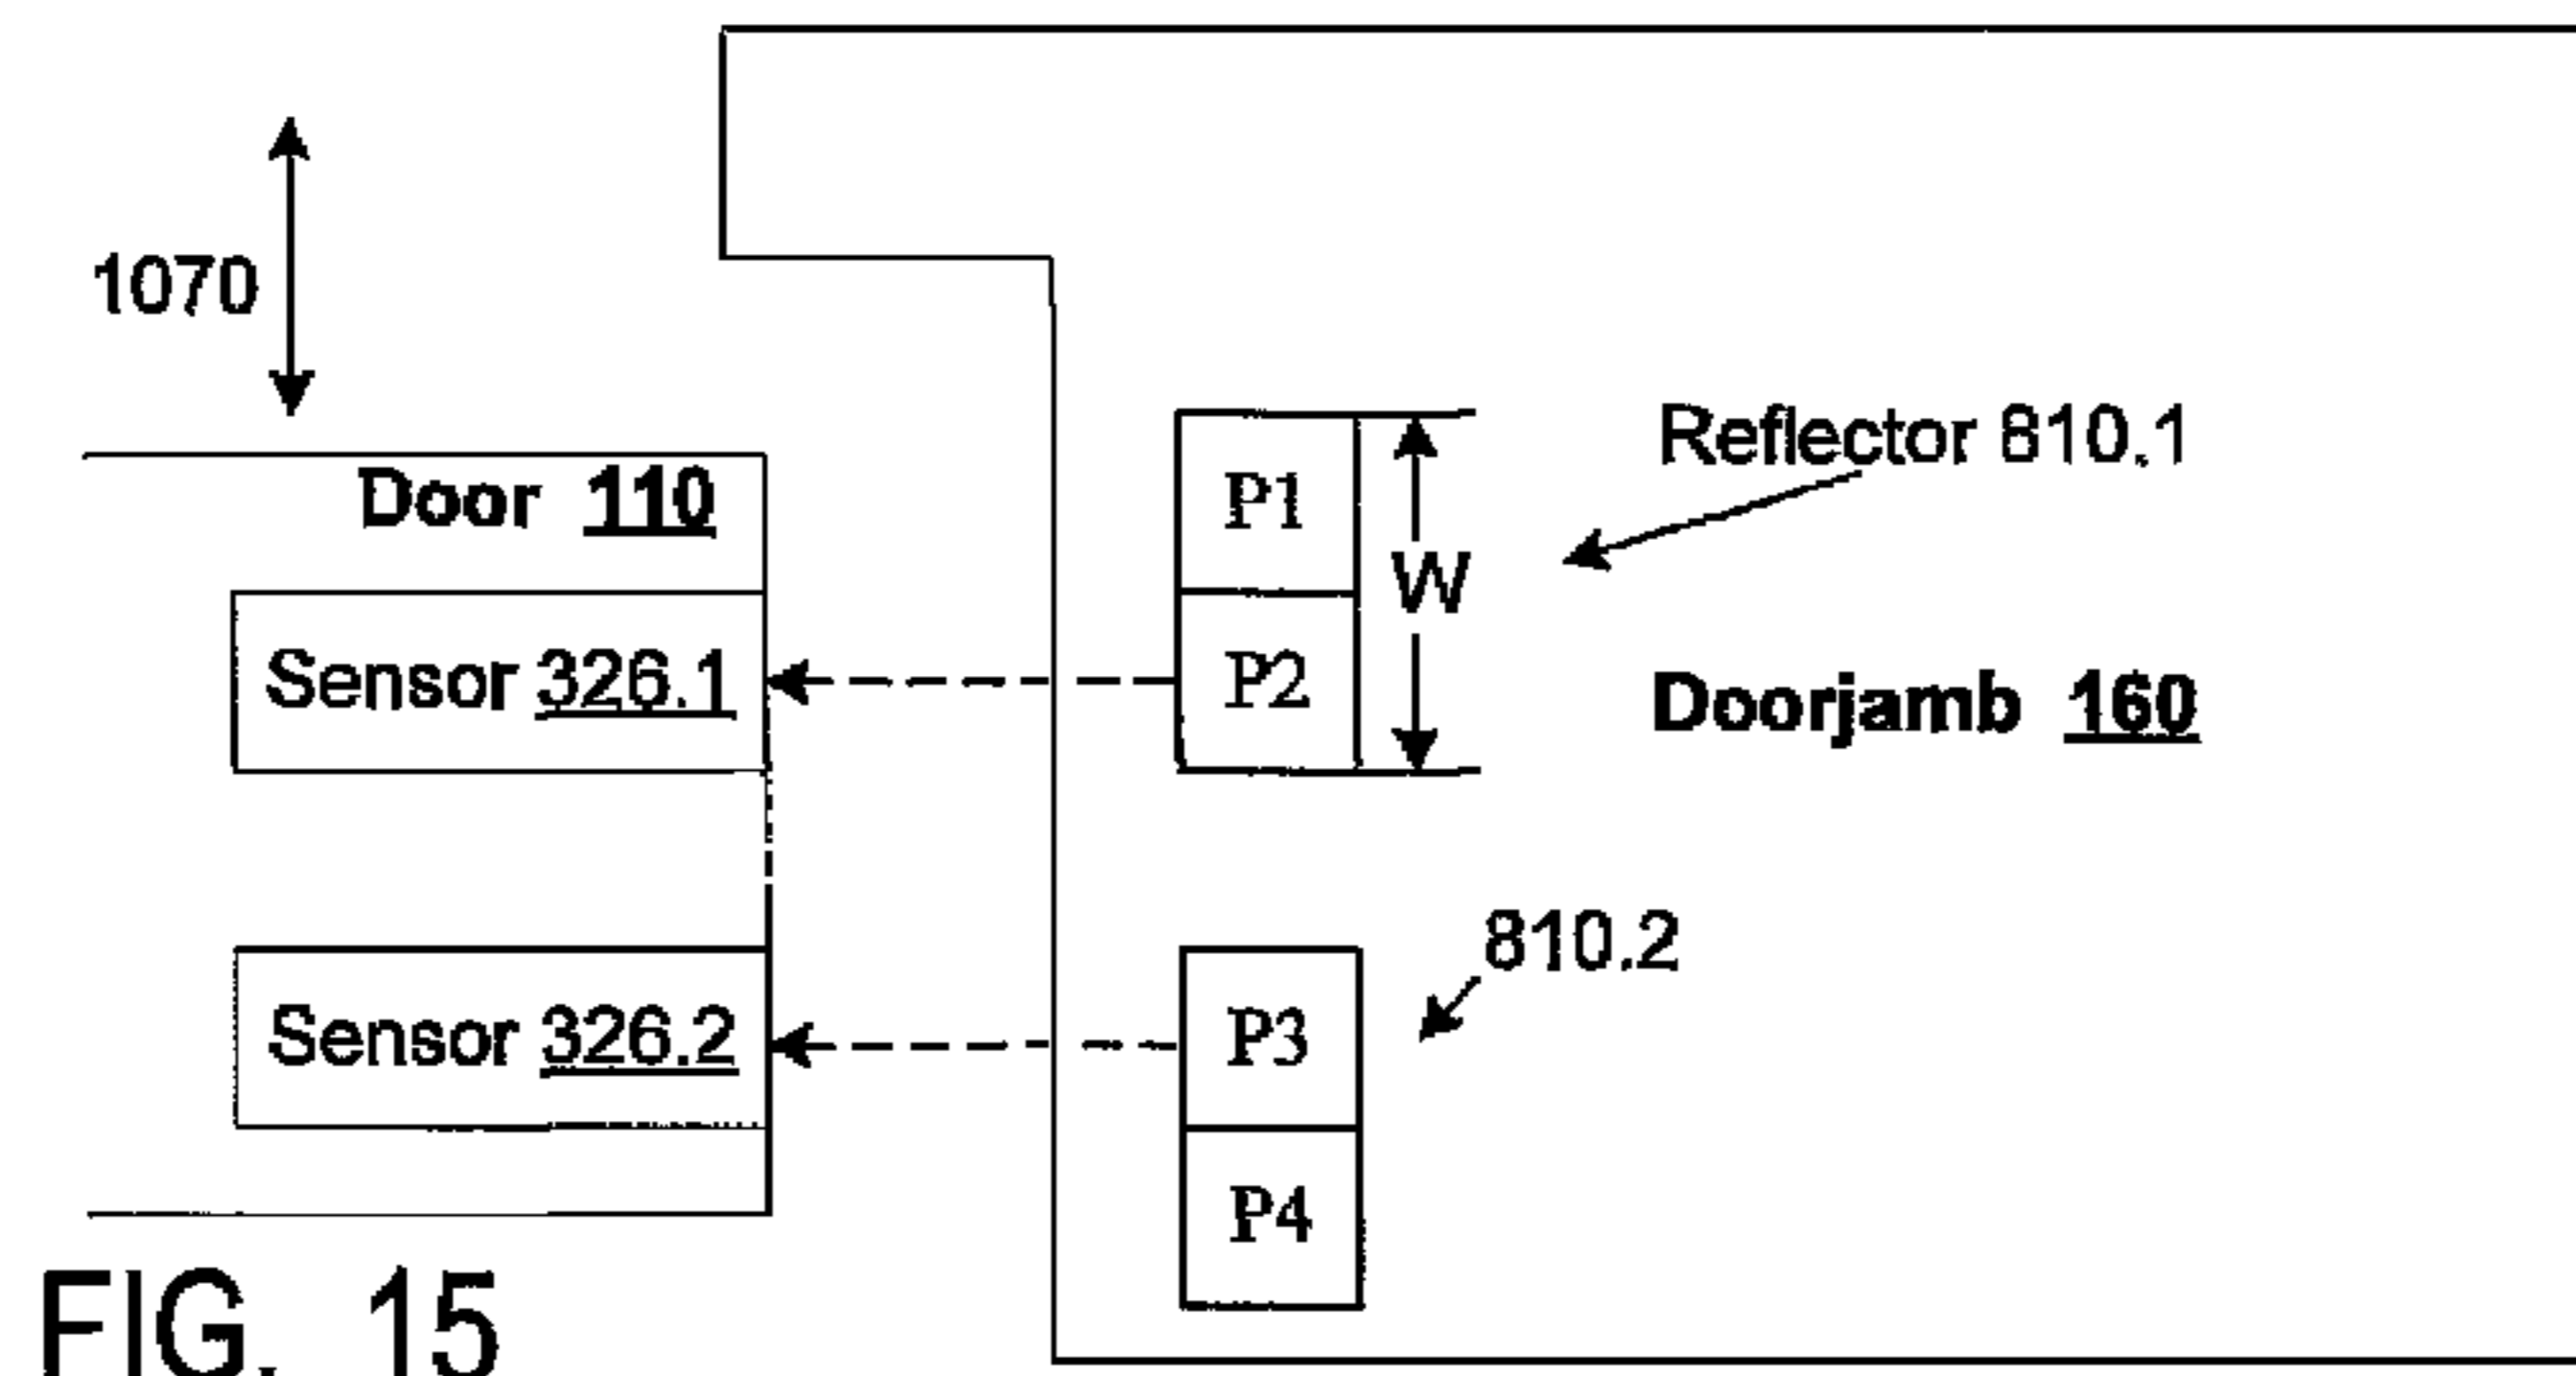 1070
Reflector 810.1
Door 110
P1
W
Sensor 326.1
P2
Doorjamb 160
810.2
Sensor 326.2
P3
P4
FIG. 15